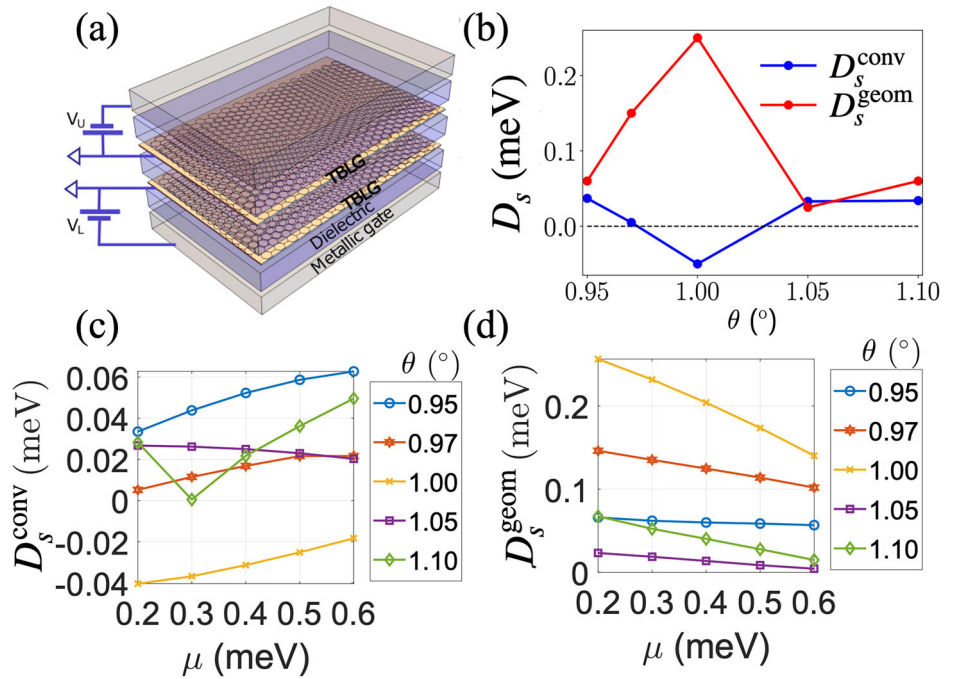 (a)
V_U
V_L
TBLG
TBLG
Dielectric
Metallic gate
(b)
D_s (meV)
0.2
0.1
0.0
D_s^conv
D_s^geom
0.95 1.00 1.05 1.10
θ (°)
(c)
D_s^conv (meV)
0.06
0.04
0.02
0
-0.02
-0.04
0.2 0.3 0.4 0.5 0.6
μ (meV)
θ (°)
0.95
0.97
1.00
1.05
1.10
(d)
D_s^geom (meV)
0.2
0.1
0
0.2 0.3 0.4 0.5 0.6
μ (meV)
θ (°)
0.95
0.97
1.00
1.05
1.10